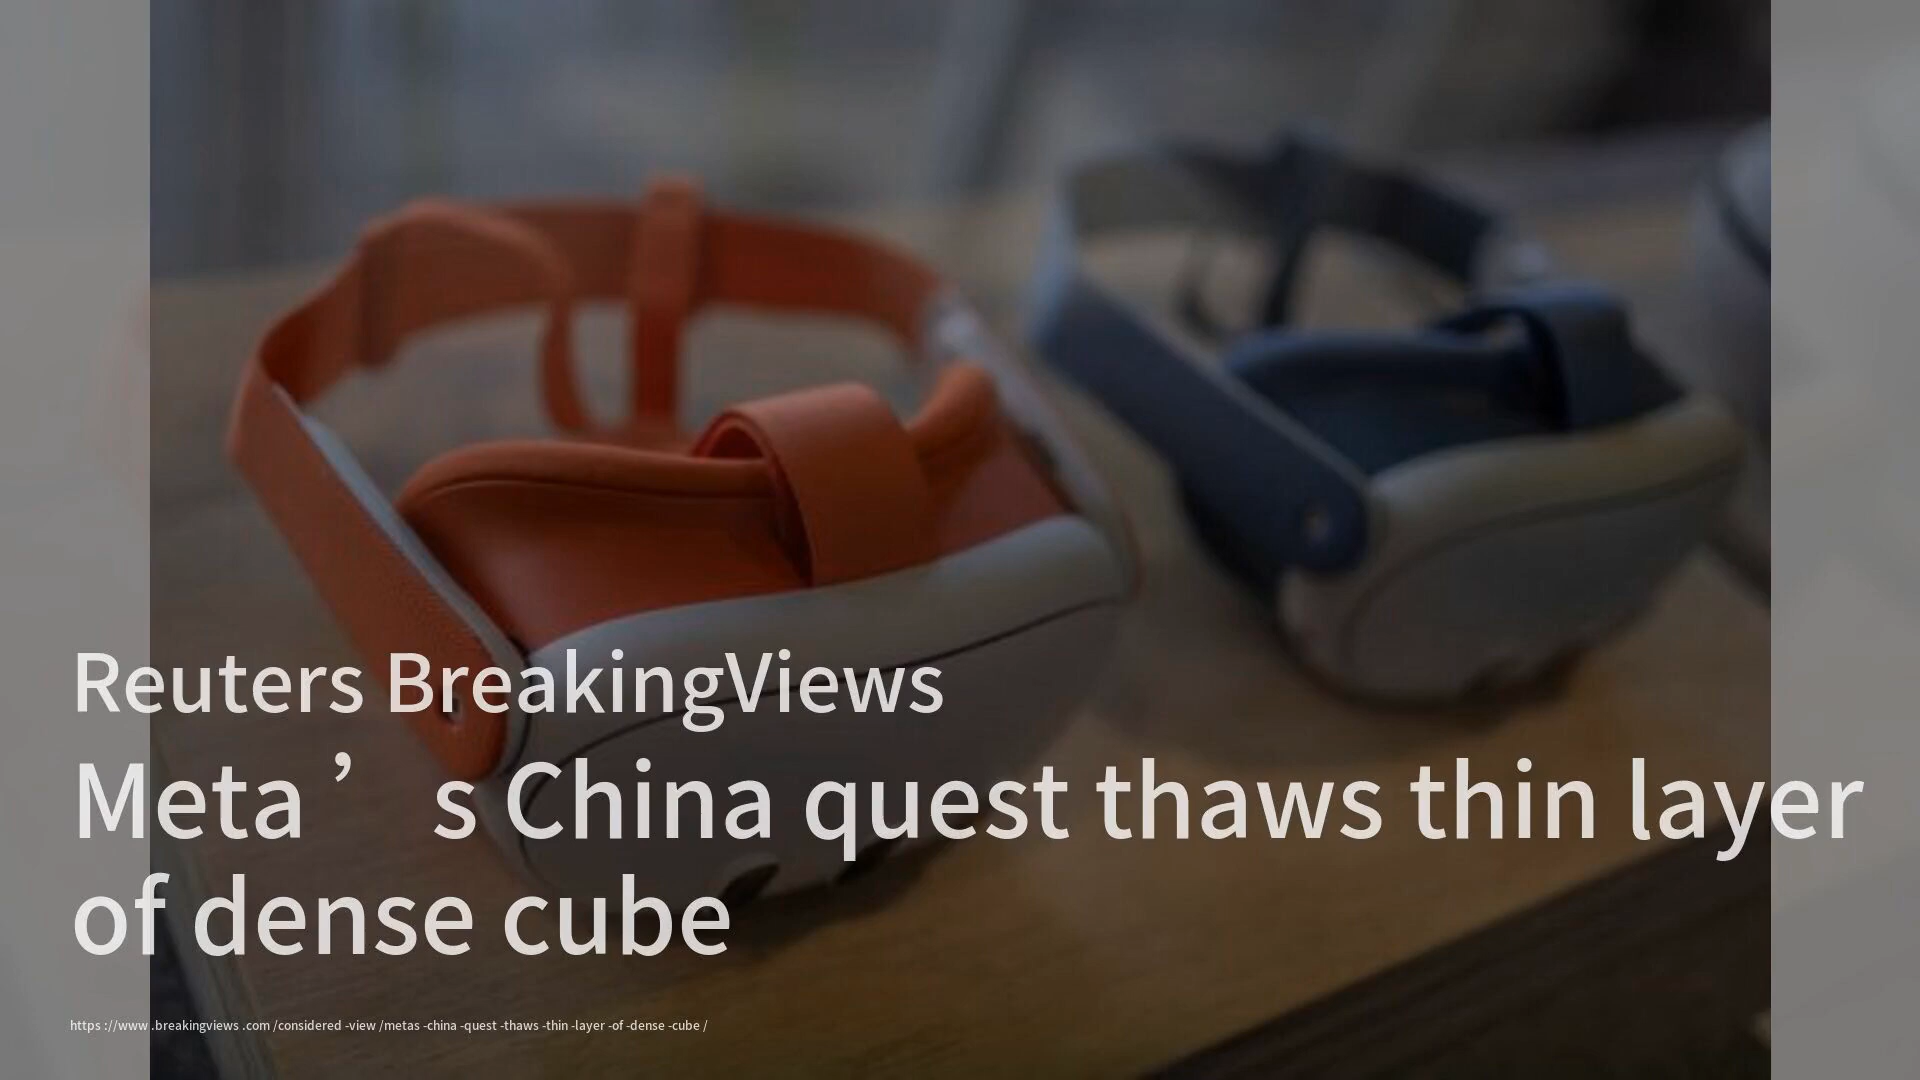 Reuters BreakingViews
Meta’s China quest thaws thin layer
of dense cube
https ://www .breakingviews .com /considered -view /metas -china -quest -thaws -thin -layer -of -dense -cube /